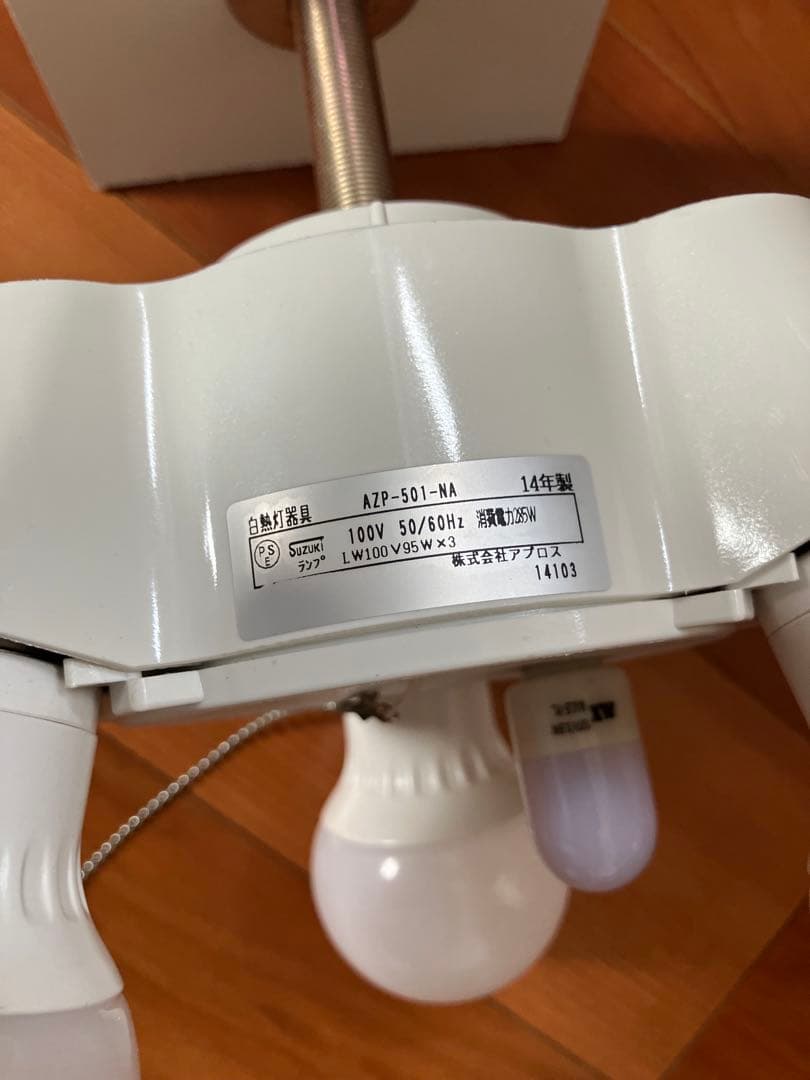 白熱灯器具 AZP-501-NA 14年製
PSE SUZUKI 100V 50/60Hz 消費電力285W
ランプ LW100V95W×3
株式会社アプロス
14103